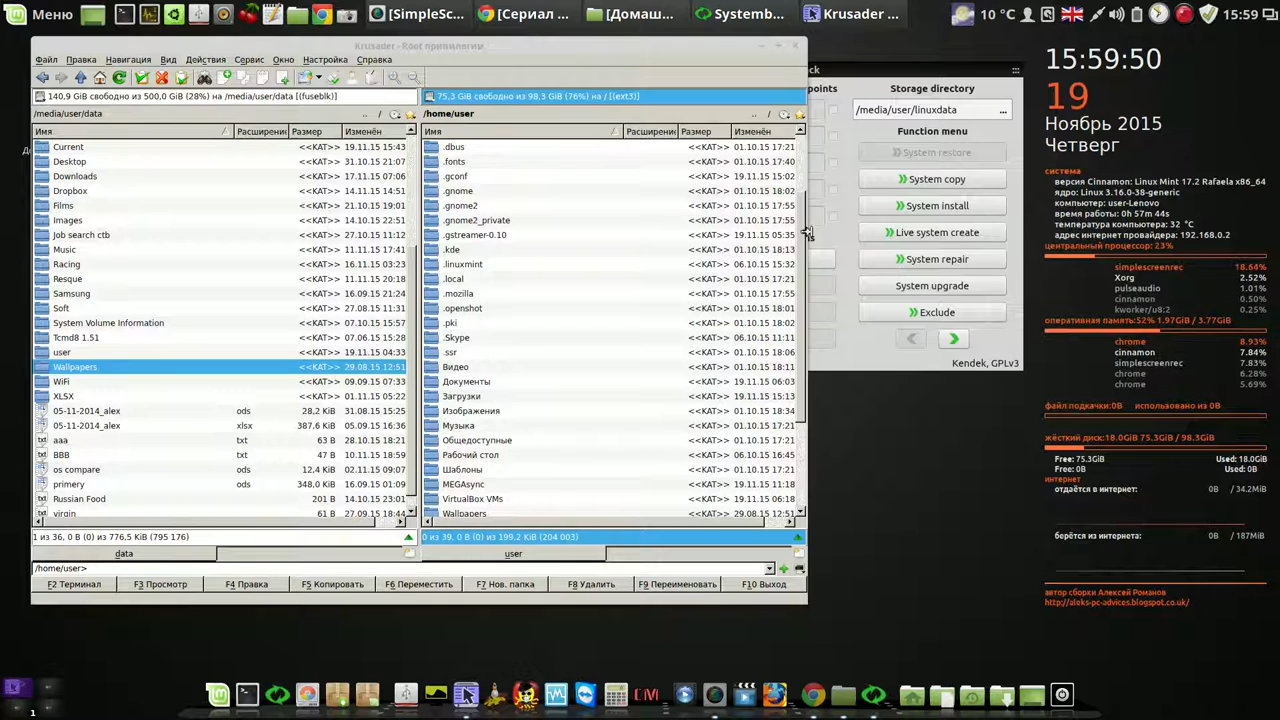 Меню
[SimpleSc...
[Сериал ...
[Домаш...
Systemb...
Krusader ...
10 °C
15:59
Krusader - Root привилегии
Файл Правка Навигация Вид Действия Сервис Окно Настройка Справка
140,9 GiB свободно из 500,0 GiB (28%) на /media/user/data [(fuseblk)]
75,3 GiB свободно из 98,3 GiB (76%) на / [(ext3)]
/media/user/data
.. /
/home/user
.. /
Имя Расширение Размер Изменён
Current <<КАТ>> 19.11.15 15:43
Desktop <<КАТ>> 31.10.15 21:07
Downloads <<КАТ>> 17.11.15 07:06
Dropbox <<КАТ>> 14.11.15 14:51
Films <<КАТ>> 21.10.15 19:01
Images <<КАТ>> 14.10.15 22:51
Job search ctb <<КАТ>> 27.10.15 11:12
Music <<КАТ>> 11.11.15 17:41
Racing <<КАТ>> 16.11.15 03:23
Resque <<КАТ>> 11.11.15 20:18
Samsung <<КАТ>> 16.09.15 21:24
Soft <<КАТ>> 27.08.15 11:31
System Volume Information <<КАТ>> 07.10.15 15:57
Tcmd8 1.51 <<КАТ>> 07.06.15 15:28
user <<КАТ>> 19.11.15 04:33
Wallpapers <<КАТ>> 29.08.15 12:51
WiFi <<КАТ>> 09.09.15 07:33
XLSX <<КАТ>> 01.11.15 05:22
05-11-2014_alex ods 28,2 KiB 31.08.15 15:25
05-11-2014_alex xlsx 387,6 KiB 05.09.15 16:36
aaa txt 63 B 28.10.15 18:21
BBB txt 47 B 10.11.15 18:59
os compare ods 12,4 KiB 02.11.15 09:07
primery ods 348,0 KiB 16.09.15 01:09
Russian Food 201 B 14.10.15 23:01
virgin txt 61 B 27.09.15 18:44
Имя Расширение Размер Изменён
.dbus <<КАТ>> 01.10.15 17:21
.fonts <<КАТ>> 01.10.15 17:40
.gconf <<КАТ>> 19.11.15 15:02
.gnome <<КАТ>> 01.10.15 18:02
.gnome2 <<КАТ>> 01.10.15 17:55
.gnome2_private <<КАТ>> 01.10.15 17:55
.gstreamer-0.10 <<КАТ>> 19.11.15 05:35
.kde <<КАТ>> 01.10.15 18:13
.linuxmint <<КАТ>> 06.10.15 15:32
.local <<КАТ>> 01.10.15 17:21
.mozilla <<КАТ>> 01.10.15 17:55
.openshot <<КАТ>> 01.10.15 18:01
.pki <<КАТ>> 01.10.15 18:02
.Skype <<КАТ>> 06.10.15 11:11
.ssr <<КАТ>> 01.10.15 18:06
Видео <<КАТ>> 01.10.15 18:11
Документы <<КАТ>> 19.11.15 06:03
Загрузки <<КАТ>> 19.11.15 15:13
Изображения <<КАТ>> 01.10.15 18:34
Музыка <<КАТ>> 01.10.15 17:21
Общедоступные <<КАТ>> 01.10.15 17:21
Рабочий стол <<КАТ>> 06.10.15 16:45
Шаблоны <<КАТ>> 01.10.15 17:21
MEGAsync <<КАТ>> 19.11.15 11:18
VirtualBox VMs <<КАТ>> 19.11.15 06:18
Wallpapers <<КАТ>> 29.08.15 12:51
1 из 36, 0 B (0) из 776,5 KiB (795 176)
0 из 39, 0 B (0) из 199,2 KiB (204 003)
data
user
/home/user>
F2 Терминал F3 Просмотр F4 Правка F5 Копировать F6 Переместить F7 Нов. папка F8 Удалить F9 Переименовать F10 Выход
ck
points
Storage directory
/media/user/linuxdata ...
Function menu
System restore
System copy
System install
Live system create
System repair
System upgrade
Exclude
Kendek, GPLv3
15:59:50
19
Ноябрь 2015
Четверг
система
версия Cinnamon: Linux Mint 17.2 Rafaela x86_64
ядро: Linux 3.16.0-38-generic
компьютер: user-Lenovo
время работы: 0h 57m 44s
температура компьютера: 32 °C
адрес интернет провайдера: 192.168.0.2
центральный процессор: 23%
simplescreenrec 18.64%
Xorg 2.52%
pulseaudio 1.01%
cinnamon 0.50%
kworker/u8:2 0.25%
оперативная память:52% 1.97GiB / 3.77GiB
chrome 8.93%
cinnamon 7.84%
simplescreenrec 7.83%
chrome 6.28%
chrome 5.69%
файл подкачки:0B использовано из 0B
жёсткий диск:18.0GiB 75.3GiB / 98.3GiB
Free: 75.3GiB Used: 18.0GiB
Free: 0B Used: 0B
интернет
отдаётся в интернет: 0B / 34.2MiB
берётся из интернета: 0B / 187MiB
автор сборки Алексей Романов
http://aleks-pc-advices.blogspot.co.uk/
1